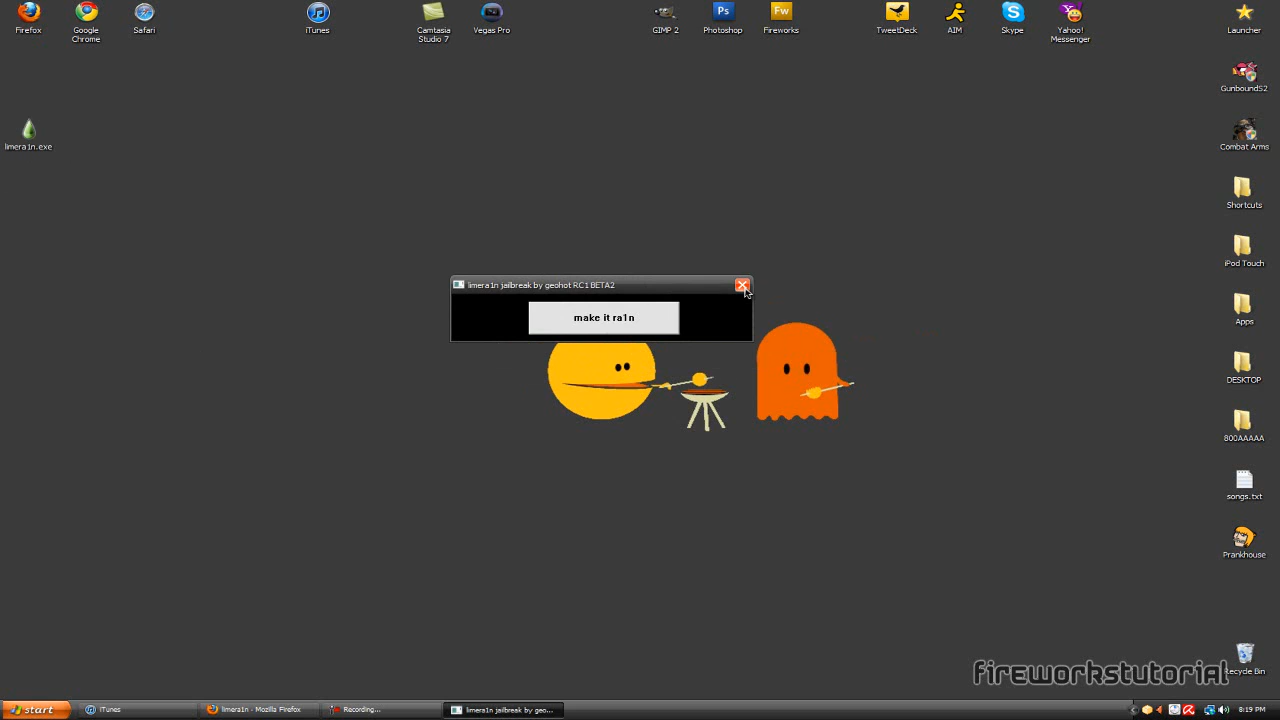 Firefox
Google Chrome
Safari
iTunes
Camtasia Studio 7
Vegas Pro
GIMP 2
Ps
Photoshop
Fw
Fireworks
TweetDeck
AIM
Skype
Yahoo! Messenger
Launcher
GunboundS2
limera1n.exe
Combat Arms
Shortcuts
iPod Touch
limera1n jailbreak by geohot RC1 BETA2
make it ra1n
Apps
DESKTOP
800AAAAA
songs.txt
Prankhouse
fireworkstutorial
Recycle Bin
start
iTunes
limera1n - Mozilla Firefox
Recording...
limera1n jailbreak by geo...
8:19 PM